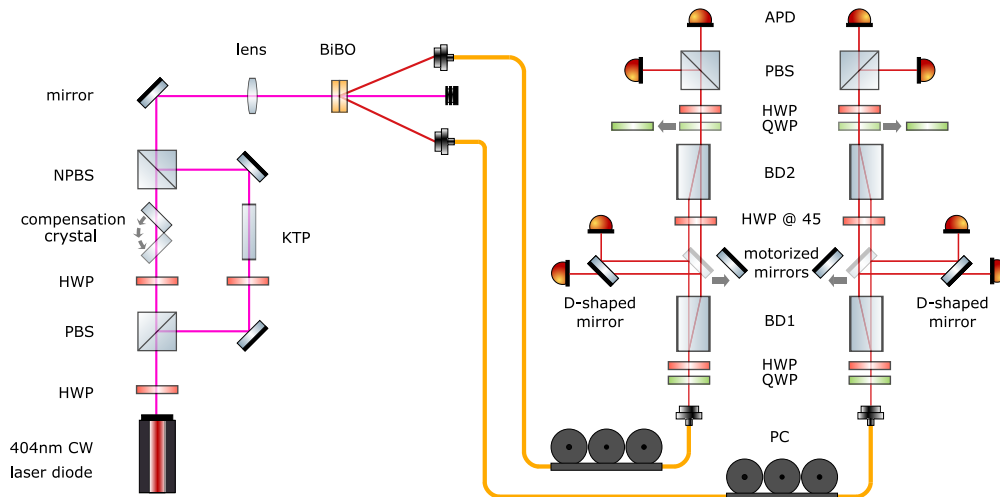 lens
BiBO
APD
mirror
PBS
HWP
QWP
NPBS
BD2
compensation
crystal
KTP
HWP @ 45
motorized
mirrors
HWP
D-shaped
mirror
D-shaped
mirror
PBS
BD1
HWP
QWP
HWP
404nm CW
laser diode
PC